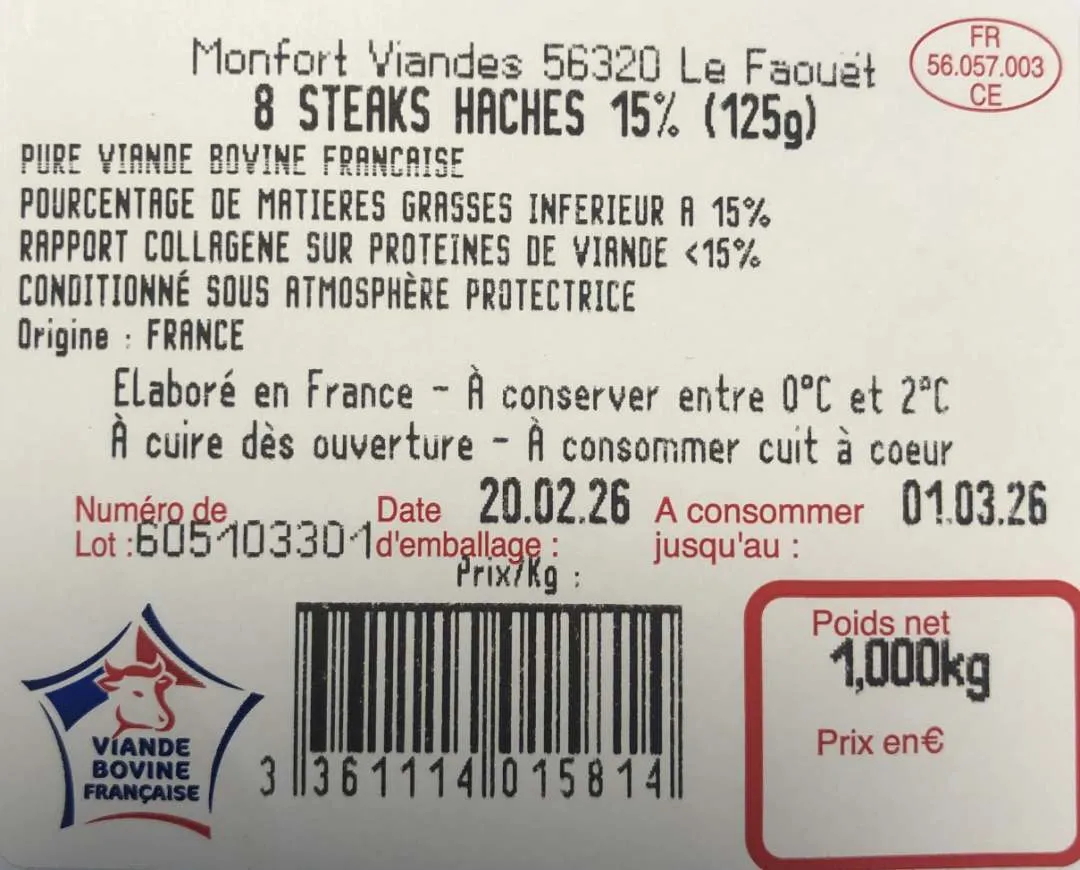 Monfort Viandes 56320 Le Faouët
FR
56.057.003
CE
8 STEAKS HACHES 15% (125g)
PURE VIANDE BOVINE FRANCAISE
POURCENTAGE DE MATIERES GRASSES INFERIEUR A 15%
RAPPORT COLLAGENE SUR PROTEINES DE VIANDE <15%
CONDITIONNÉ SOUS ATMOSPHÈRE PROTECTRICE
Origine : FRANCE
Elaboré en France - À conserver entre 0°C et 2°C
À cuire dès ouverture - À consommer cuit à coeur
Numéro de
Lot : 605103301
Date 20.02.26
d'emballage :
A consommer 01.03.26
jusqu'au :
Prix/Kg :
VIANDE
BOVINE
FRANÇAISE
3 361114 015814
Poids net
1,000kg
Prix en€